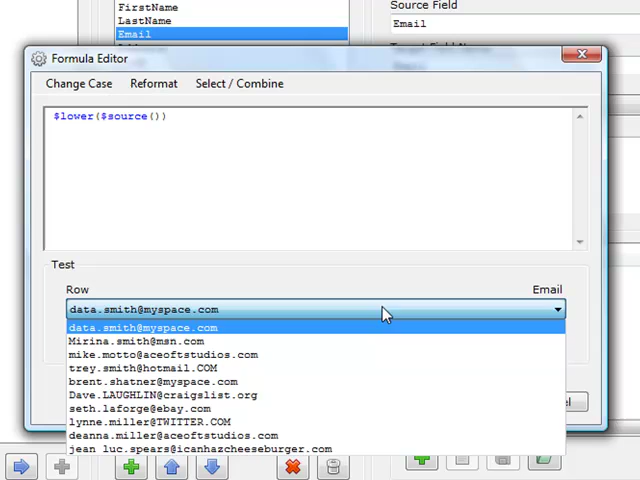 FirstName
LastName
Email
Source Field
Email
Formula Editor
Change Case Reformat Select / Combine
$lower($source())
Test
Row
Email
data.smith@myspace.com
data.smith@myspace.com
Mirina.smith@msn.com
mike.motto@aceoftstudios.com
trey.smith@hotmail.COM
brent.shatner@myspace.com
Dave.LAUGHLIN@craigslist.org
seth.laforge@ebay.com
lynne.miller@TWITTER.COM
deanna.miller@aceoftstudios.com
jean luc.spears@icanhazcheeseburger.com